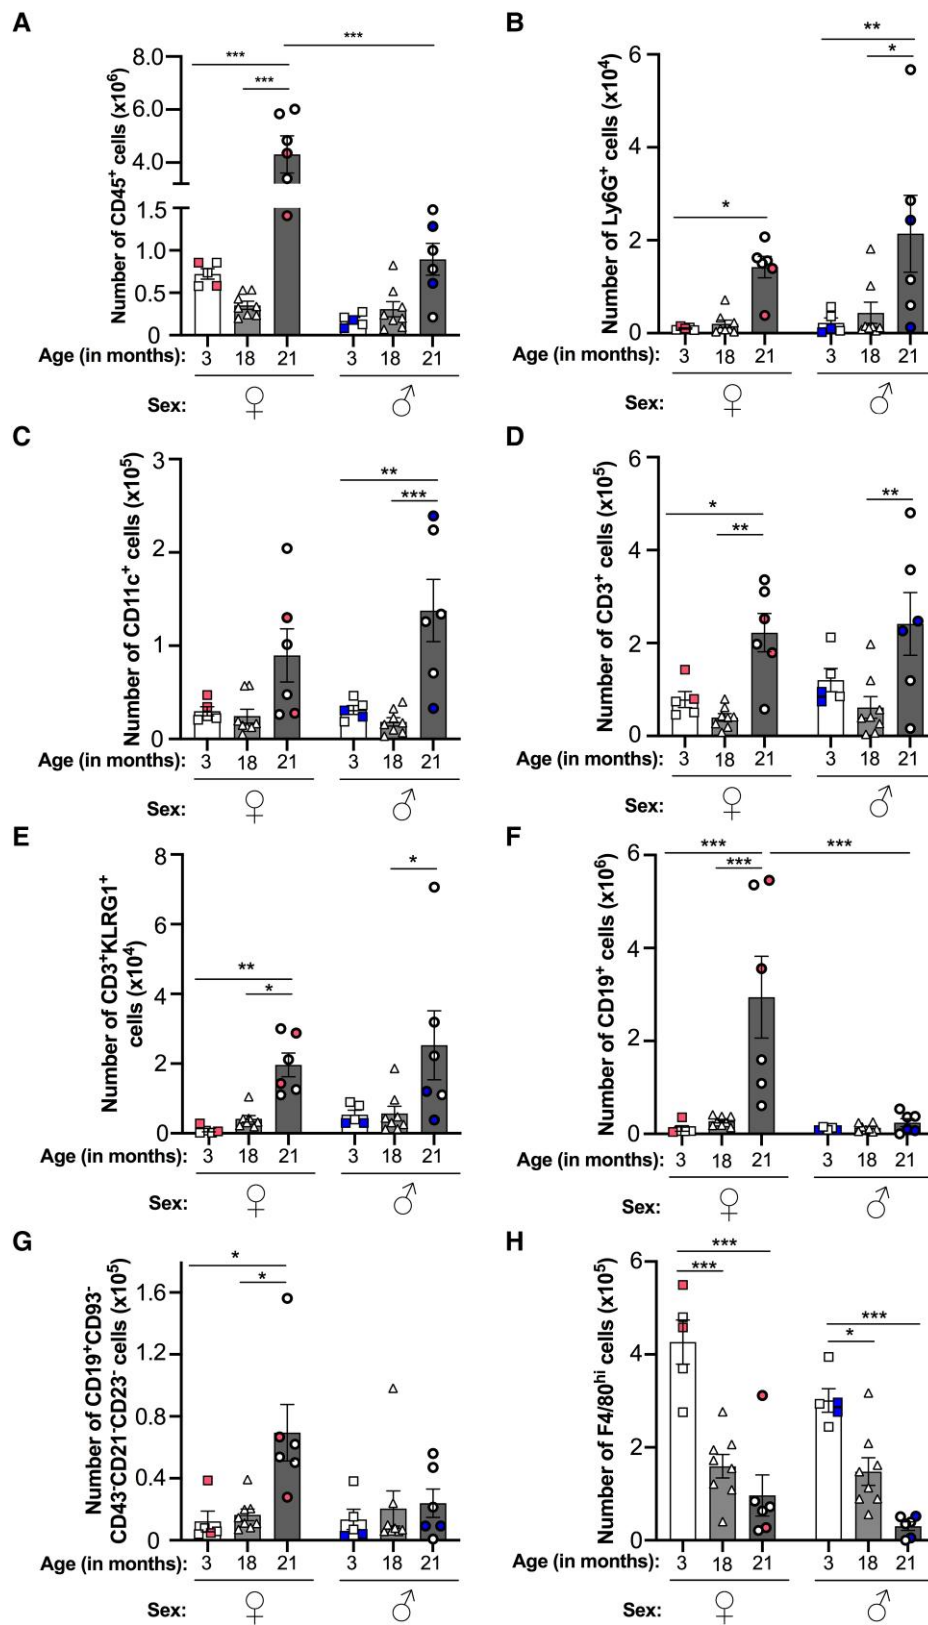 A
Number of CD45⁺ cells (x10⁶)
*** ***
***
8.0
6.0
4.0
1.5
1.0
0.5
0
Age (in months): 3 18 21 3 18 21
Sex: ♀ ♂
B
Number of Ly6G⁺ cells (x10⁴)
**
*
*
6
4
2
0
Age (in months): 3 18 21 3 18 21
Sex: ♀ ♂
C
Number of CD11c⁺ cells (x10⁵)
**
***
3
2
1
0
Age (in months): 3 18 21 3 18 21
Sex: ♀ ♂
D
Number of CD3⁺ cells (x10⁵)
* **
**
6
4
2
0
Age (in months): 3 18 21 3 18 21
Sex: ♀ ♂
E
Number of CD3⁺KLRG1⁺
cells (x10⁴)
*
**
*
8
6
4
2
0
Age (in months): 3 18 21 3 18 21
Sex: ♀ ♂
F
Number of CD19⁺ cells (x10⁶)
*** ***
***
6
4
2
0
Age (in months): 3 18 21 3 18 21
Sex: ♀ ♂
G
Number of CD19⁺CD93⁻
CD43⁻CD21⁻CD23⁻ cells (x10⁵)
*
*
1.6
1.2
0.8
0.4
0
Age (in months): 3 18 21 3 18 21
Sex: ♀ ♂
H
Number of F4/80ʰⁱ cells (x10⁵)
***
***
***
*
6
4
2
0
Age (in months): 3 18 21 3 18 21
Sex: ♀ ♂